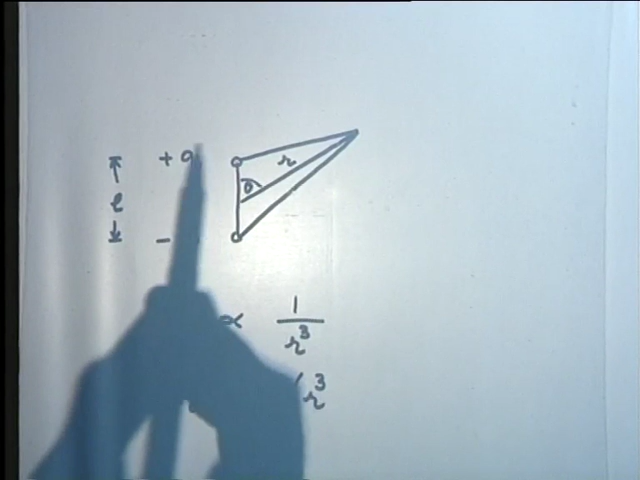 + q
r
θ
l
-
∝ 1/r³
/r³